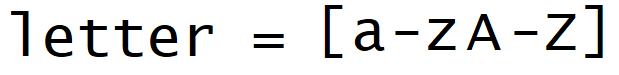 letter = [a-zA-Z]